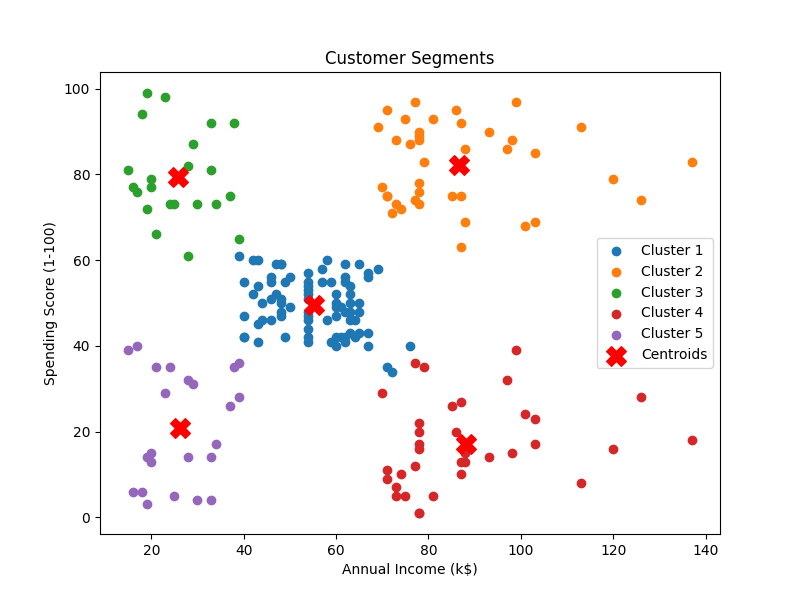 Customer Segments
Spending Score (1-100)
100
80
60
40
20
0
Cluster 1
Cluster 2
Cluster 3
Cluster 4
Cluster 5
Centroids
20 40 60 80 100 120 140
Annual Income (k$)